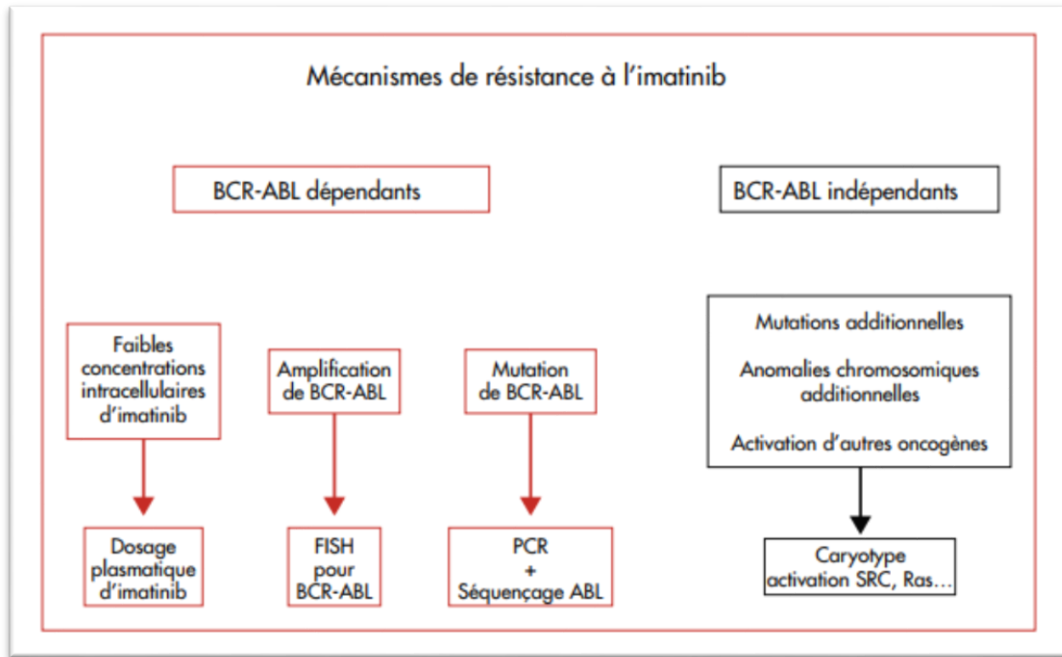 Mécanismes de résistance à l'imatinib
BCR-ABL dépendants
BCR-ABL indépendants
Faibles
concentrations
intracellulaires
d'imatinib
Amplification
de BCR-ABL
Mutation
de BCR-ABL
Mutations additionnelles
Anomalies chromosomiques
additionnelles
Activation d'autres oncogènes
Dosage
plasmatique
d'imatinib
FISH
pour
BCR-ABL
PCR
+
Séquençage ABL
Caryotype
activation SRC, Ras...